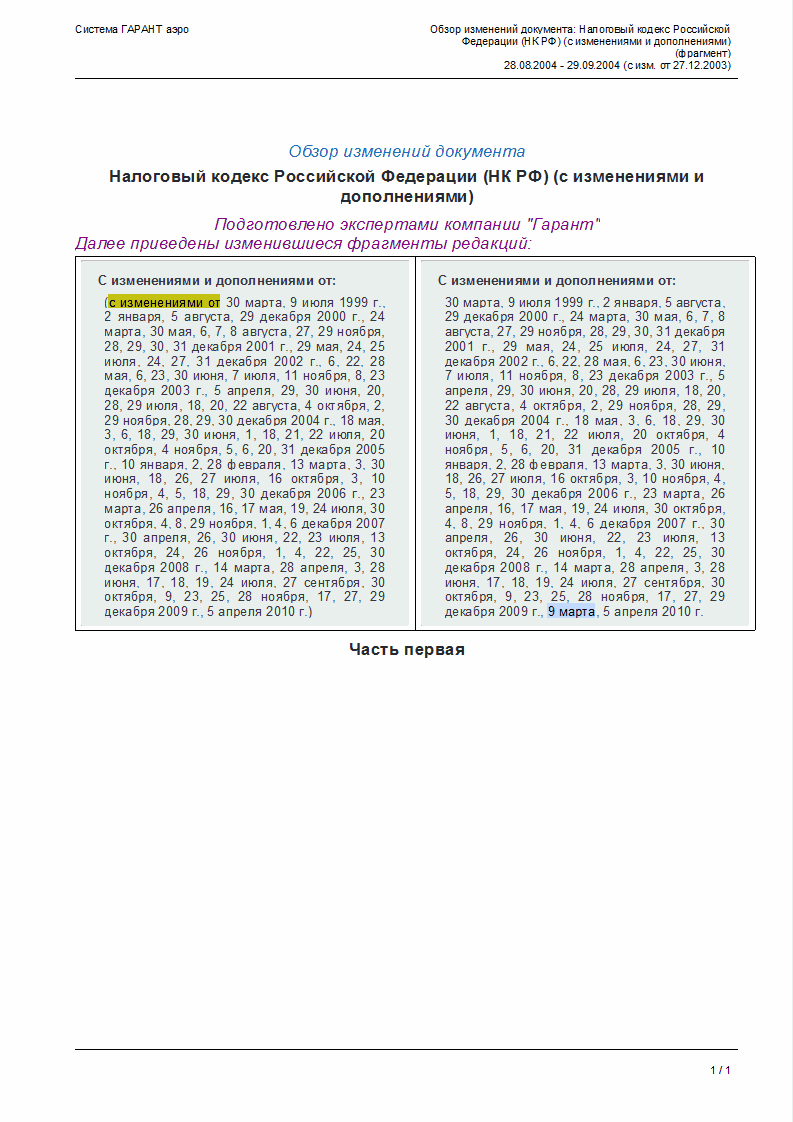 Система ГАРАНТ аэро
Обзор изменений документа: Налоговый кодекс Российской
Федерации (НК РФ) (с изменениями и дополнениями)
(фрагмент)
28.08.2004 - 29.09.2004 (с изм. от 27.12.2003)
Обзор изменений документа
Налоговый кодекс Российской Федерации (НК РФ) (с изменениями и
дополнениями)
Подготовлено экспертами компании "Гарант"
Далее приведены изменившиеся фрагменты редакций:
С изменениями и дополнениями от:
(с изменениями от 30 марта, 9 июля 1999 г.,
2 января, 5 августа, 29 декабря 2000 г., 24
марта, 30 мая, 6, 7, 8 августа, 27, 29 ноября,
28, 29, 30, 31 декабря 2001 г., 29 мая, 24, 25
июля, 24, 27, 31 декабря 2002 г., 6, 22, 28
мая, 6, 23, 30 июня, 7 июля, 11 ноября, 8, 23
декабря 2003 г., 5 апреля, 29, 30 июня, 20,
28, 29 июля, 18, 20, 22 августа, 4 октября, 2,
29 ноября, 28, 29, 30 декабря 2004 г., 18 мая,
3, 6, 18, 29, 30 июня, 1, 18, 21, 22 июля, 20
октября, 4 ноября, 5, 6, 20, 31 декабря 2005
г., 10 января, 2, 28 февраля, 13 марта, 3, 30
июня, 18, 26, 27 июля, 16 октября, 3, 10
ноября, 4, 5, 18, 29, 30 декабря 2006 г., 23
марта, 26 апреля, 16, 17 мая, 19, 24 июля, 30
октября, 4, 8, 29 ноября, 1, 4, 6 декабря 2007
г., 30 апреля, 26, 30 июня, 22, 23 июля, 13
октября, 24, 26 ноября, 1, 4, 22, 25, 30
декабря 2008 г., 14 марта, 28 апреля, 3, 28
июня, 17, 18, 19, 24 июля, 27 сентября, 30
октября, 9, 23, 25, 28 ноября, 17, 27, 29
декабря 2009 г., 5 апреля 2010 г.)
С изменениями и дополнениями от:
30 марта, 9 июля 1999 г., 2 января, 5 августа,
29 декабря 2000 г., 24 марта, 30 мая, 6, 7, 8
августа, 27, 29 ноября, 28, 29, 30, 31 декабря
2001 г., 29 мая, 24, 25 июля, 24, 27, 31
декабря 2002 г., 6, 22, 28 мая, 6, 23, 30 июня,
7 июля, 11 ноября, 8, 23 декабря 2003 г., 5
апреля, 29, 30 июня, 20, 28, 29 июля, 18, 20,
22 августа, 4 октября, 2, 29 ноября, 28, 29,
30 декабря 2004 г., 18 мая, 3, 6, 18, 29, 30
июня, 1, 18, 21, 22 июля, 20 октября, 4
ноября, 5, 6, 20, 31 декабря 2005 г., 10
января, 2, 28 февраля, 13 марта, 3, 30 июня,
18, 26, 27 июля, 16 октября, 3, 10 ноября, 4,
5, 18, 29, 30 декабря 2006 г., 23 марта, 26
апреля, 16, 17 мая, 19, 24 июля, 30 октября,
4, 8, 29 ноября, 1, 4, 6 декабря 2007 г., 30
апреля, 26, 30 июня, 22, 23 июля, 13
октября, 24, 26 ноября, 1, 4, 22, 25, 30
декабря 2008 г., 14 марта, 28 апреля, 3, 28
июня, 17, 18, 19, 24 июля, 27 сентября, 30
октября, 9, 23, 25, 28 ноября, 17, 27, 29
декабря 2009 г., 9 марта, 5 апреля 2010 г.
Часть первая
1 / 1